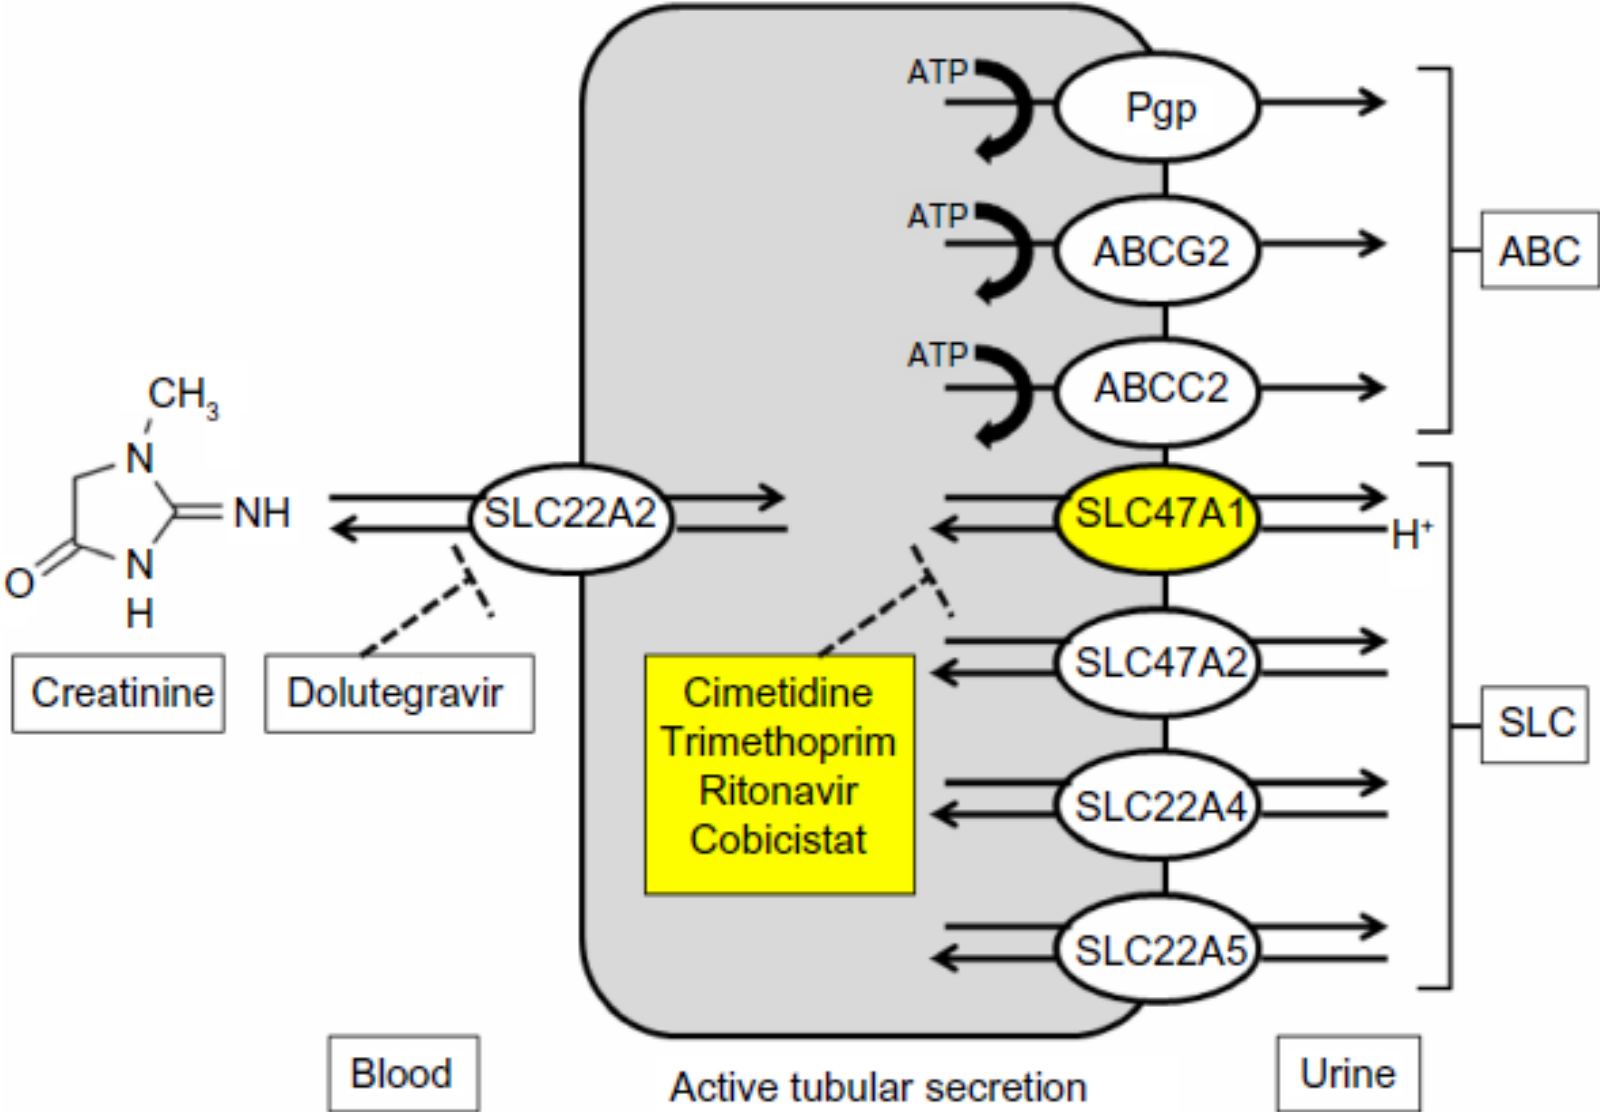 ATP
Pgp
ATP
ABCG2
ABC
ATP
ABCC2
CH3
N
NH
N
H
O
SLC22A2
SLC47A1
H+
Creatinine
Dolutegravir
Cimetidine
Trimethoprim
Ritonavir
Cobicistat
SLC47A2
SLC
SLC22A4
SLC22A5
Blood
Active tubular secretion
Urine